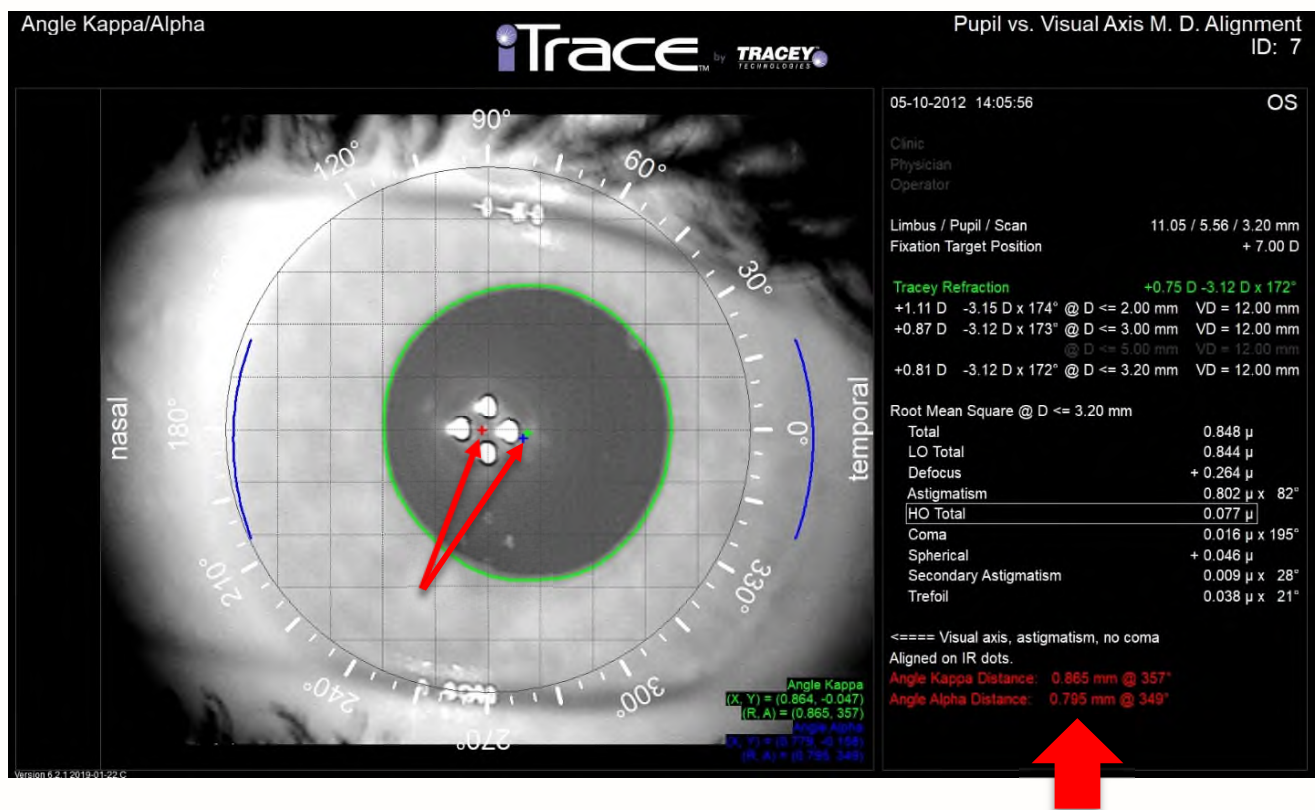 Angle Kappa/Alpha
iTrace™ by TRACEY TECHNOLOGIES
Pupil vs. Visual Axis M. D. Alignment
ID: 7
90°
120°
60°
30°
nasal
180°
0°
temporal
210°
330°
240°
300°
270°
Angle Kappa
(X, Y) = (0.864, -0.047)
(R, A) = (0.865, 357)
Angle Alpha
(X, Y) = (0.779, -0.158)
(R, A) = (0.795, 349)
05-10-2012 14:05:56 OS
Clinic
Physician
Operator
Limbus / Pupil / Scan 11.05 / 5.56 / 3.20 mm
Fixation Target Position + 7.00 D
Tracey Refraction +0.75 D -3.12 D x 172°
+1.11 D -3.15 D x 174° @ D <= 2.00 mm VD = 12.00 mm
+0.87 D -3.12 D x 173° @ D <= 3.00 mm VD = 12.00 mm
@ D <= 5.00 mm VD = 12.00 mm
+0.81 D -3.12 D x 172° @ D <= 3.20 mm VD = 12.00 mm
Root Mean Square @ D <= 3.20 mm
Total 0.848 µ
LO Total 0.844 µ
Defocus + 0.264 µ
Astigmatism 0.802 µ x 82°
HO Total 0.077 µ
Coma 0.016 µ x 195°
Spherical + 0.046 µ
Secondary Astigmatism 0.009 µ x 28°
Trefoil 0.038 µ x 21°
<==== Visual axis, astigmatism, no coma
Aligned on IR dots.
Angle Kappa Distance: 0.865 mm @ 357°
Angle Alpha Distance: 0.795 mm @ 349°
Version 6.2.1 2019-01-22 C